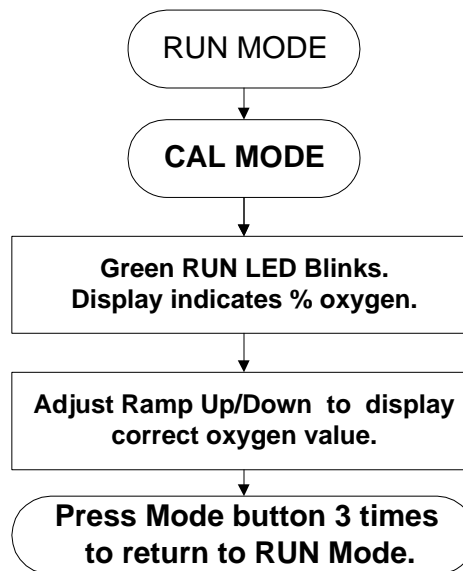 RUN MODE
CAL MODE
Green RUN LED Blinks.
Display indicates % oxygen.
Adjust Ramp Up/Down to display
correct oxygen value.
Press Mode button 3 times
to return to RUN Mode.